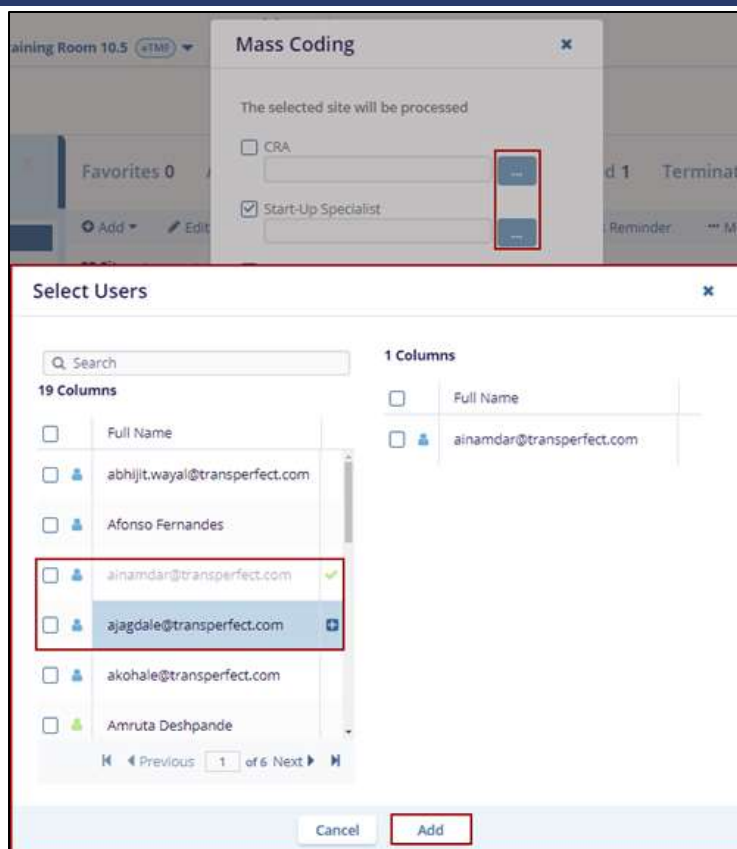 aining Room 10.5 eTMF
Mass Coding
The selected site will be processed
CRA
...
Favorites 0
d 1 Terminat
Start-Up Specialist
...
Add Edit
Reminder ... M
Select Users
Search
19 Columns
Full Name
abhijit.wayal@transperfect.com
Afonso Fernandes
ainamdar@transperfect.com
ajagdale@transperfect.com
akohale@transperfect.com
Amruta Deshpande
Previous 1 of 6 Next
1 Columns
Full Name
ainamdar@transperfect.com
Cancel Add